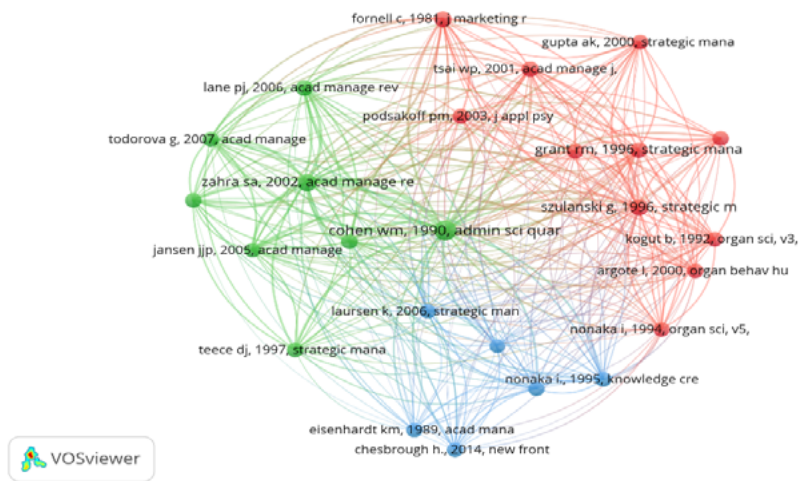 fornell c, 1981, j marketing r
gupta ak, 2000, strategic mana
tsai wp, 2001, acad manage j,
lane pj, 2006, acad manage rev
podsakoff pm, 2003, j appl psy
todorova g, 2007, acad manage
grant rm, 1996, strategic mana
zahra sa, 2002, acad manage re
szulanski g, 1996, strategic m
cohen wm, 1990, admin sci quar
kogut b, 1992, organ sci, v3,
jansen jjp, 2005, acad manage
argote l, 2000, organ behav hu
laursen k, 2006, strategic man
nonaka i, 1994, organ sci, v5,
teece dj, 1997, strategic mana
nonaka i., 1995, knowledge cre
eisenhardt km, 1989, acad mana
chesbrough h., 2014, new front
VOSviewer